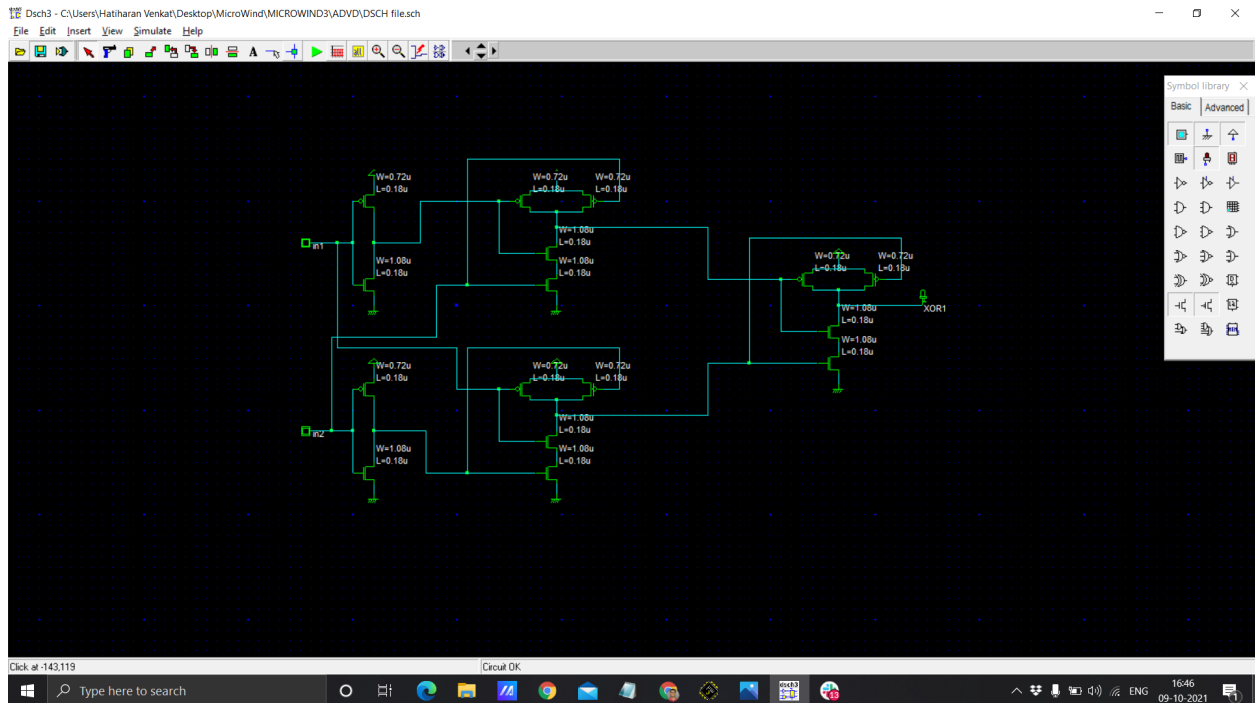 Dsch3 - C:\Users\Hatiharan Venkat\Desktop\MicroWind\MICROWIND3\ADVD\DSCH file.sch
File Edit Insert View Simulate Help
Symbol library
Basic Advanced
W=0.72u
L=0.18u
W=0.72u W=0.72u
L=0.18u L=0.18u
W=1.08u
L=0.18u
in1
W=1.08u
L=0.18u
W=1.08u
L=0.18u
W=0.72u W=0.72u
L=0.18u L=0.18u
W=1.08u
L=0.18u
XOR1
W=1.08u
L=0.18u
W=0.72u
L=0.18u
W=0.72u W=0.72u
L=0.18u L=0.18u
W=1.08u
L=0.18u
in2
W=1.08u
L=0.18u
W=1.08u
L=0.18u
Click at -143,119 Circuit OK
Type here to search
13
ENG
16:46
09-10-2021
1